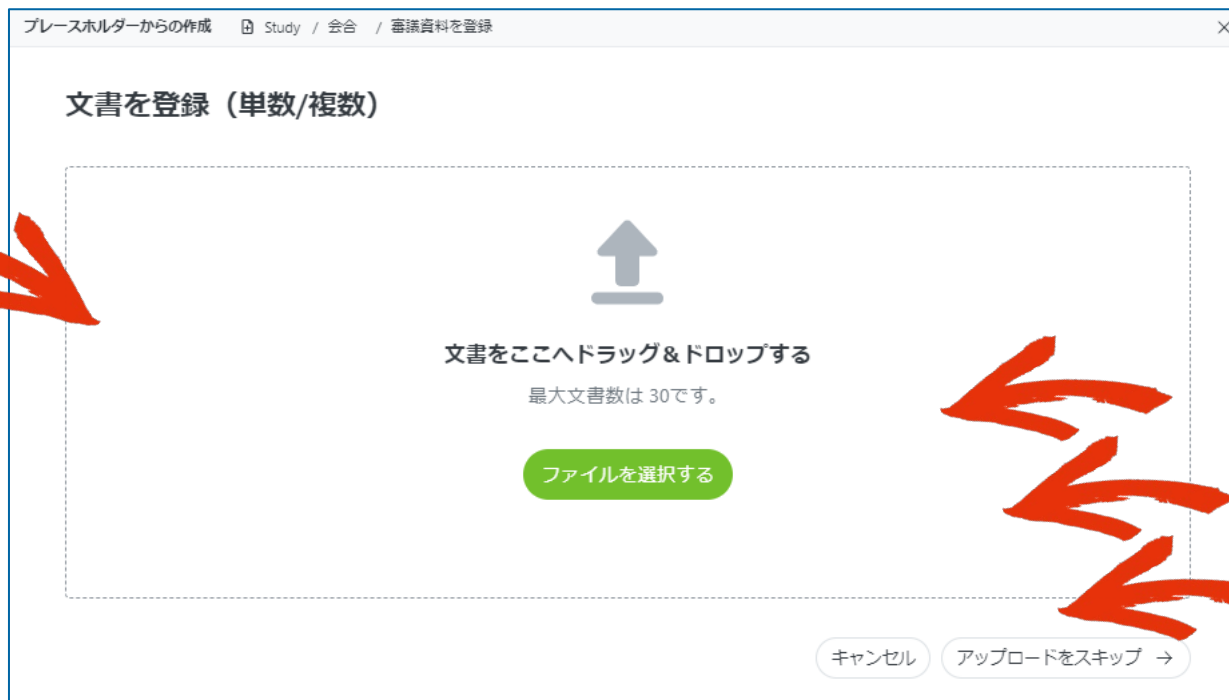 プレースホルダーからの作成 Study / 会合 / 審議資料を登録
文書を登録（単数/複数）
文書をここへドラッグ＆ドロップする
最大文書数は 30です。
ファイルを選択する
キャンセル アップロードをスキップ →